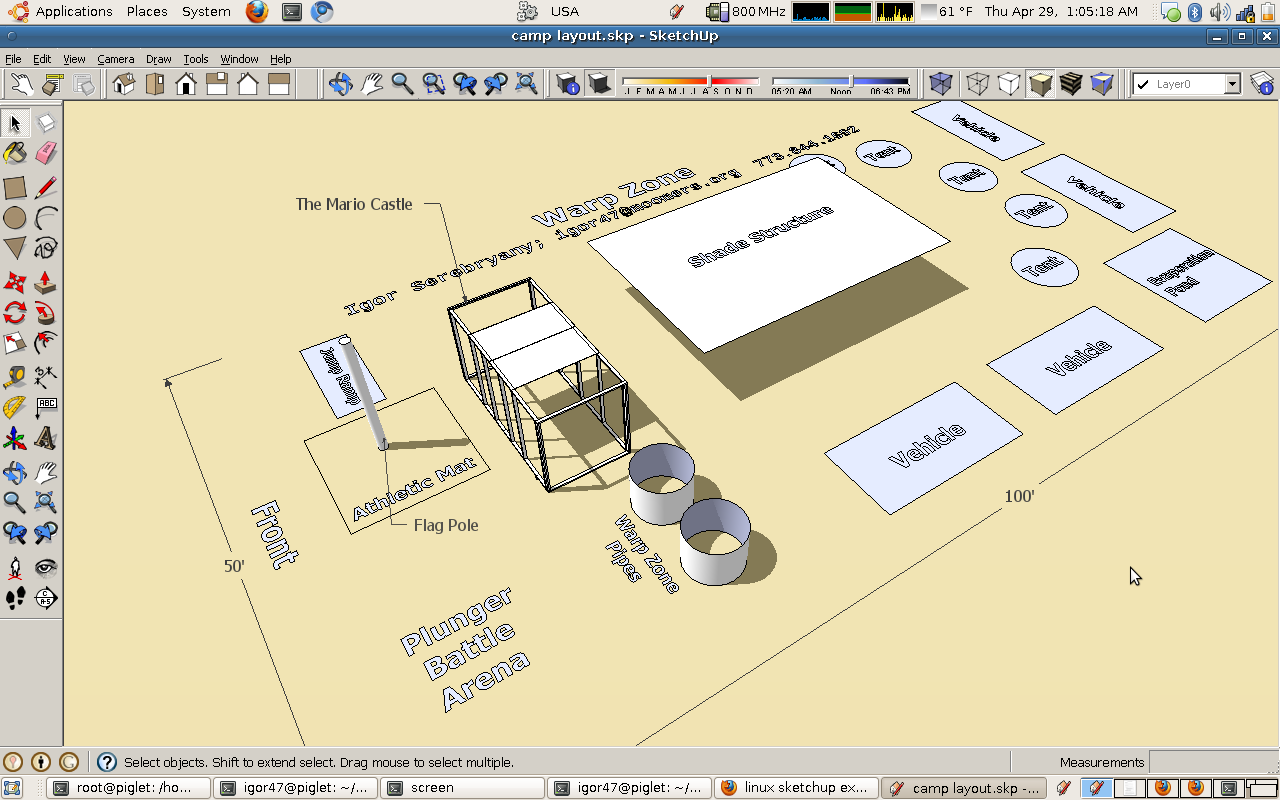 Applications Places System USA 800 MHz 61 °F Thu Apr 29, 1:05:18 AM
camp layout.skp - SketchUp
File Edit View Camera Draw Tools Window Help
J F M A M J J A S O N D 05:20 AM Noon 06:43 PM Layer0
The Mario Castle
Warp Zone
Igor Serebryany; igor47@moomers.org 773.644.1652
Shade Structure
Vehicle
Tent
Tent
Vehicle
Tent
Tent
Evaporation
Pond
Vehicle
Vehicle
100'
Athletic Mat
Flag Pole
Front
50'
Warp Zone
Pipes
Plunger
Battle
Arena
ABC
Select objects. Shift to extend select. Drag mouse to select multiple. Measurements
root@piglet: /ho... igor47@piglet: ~/... screen igor47@piglet: ~/... linux sketchup ex... camp layout.skp -...